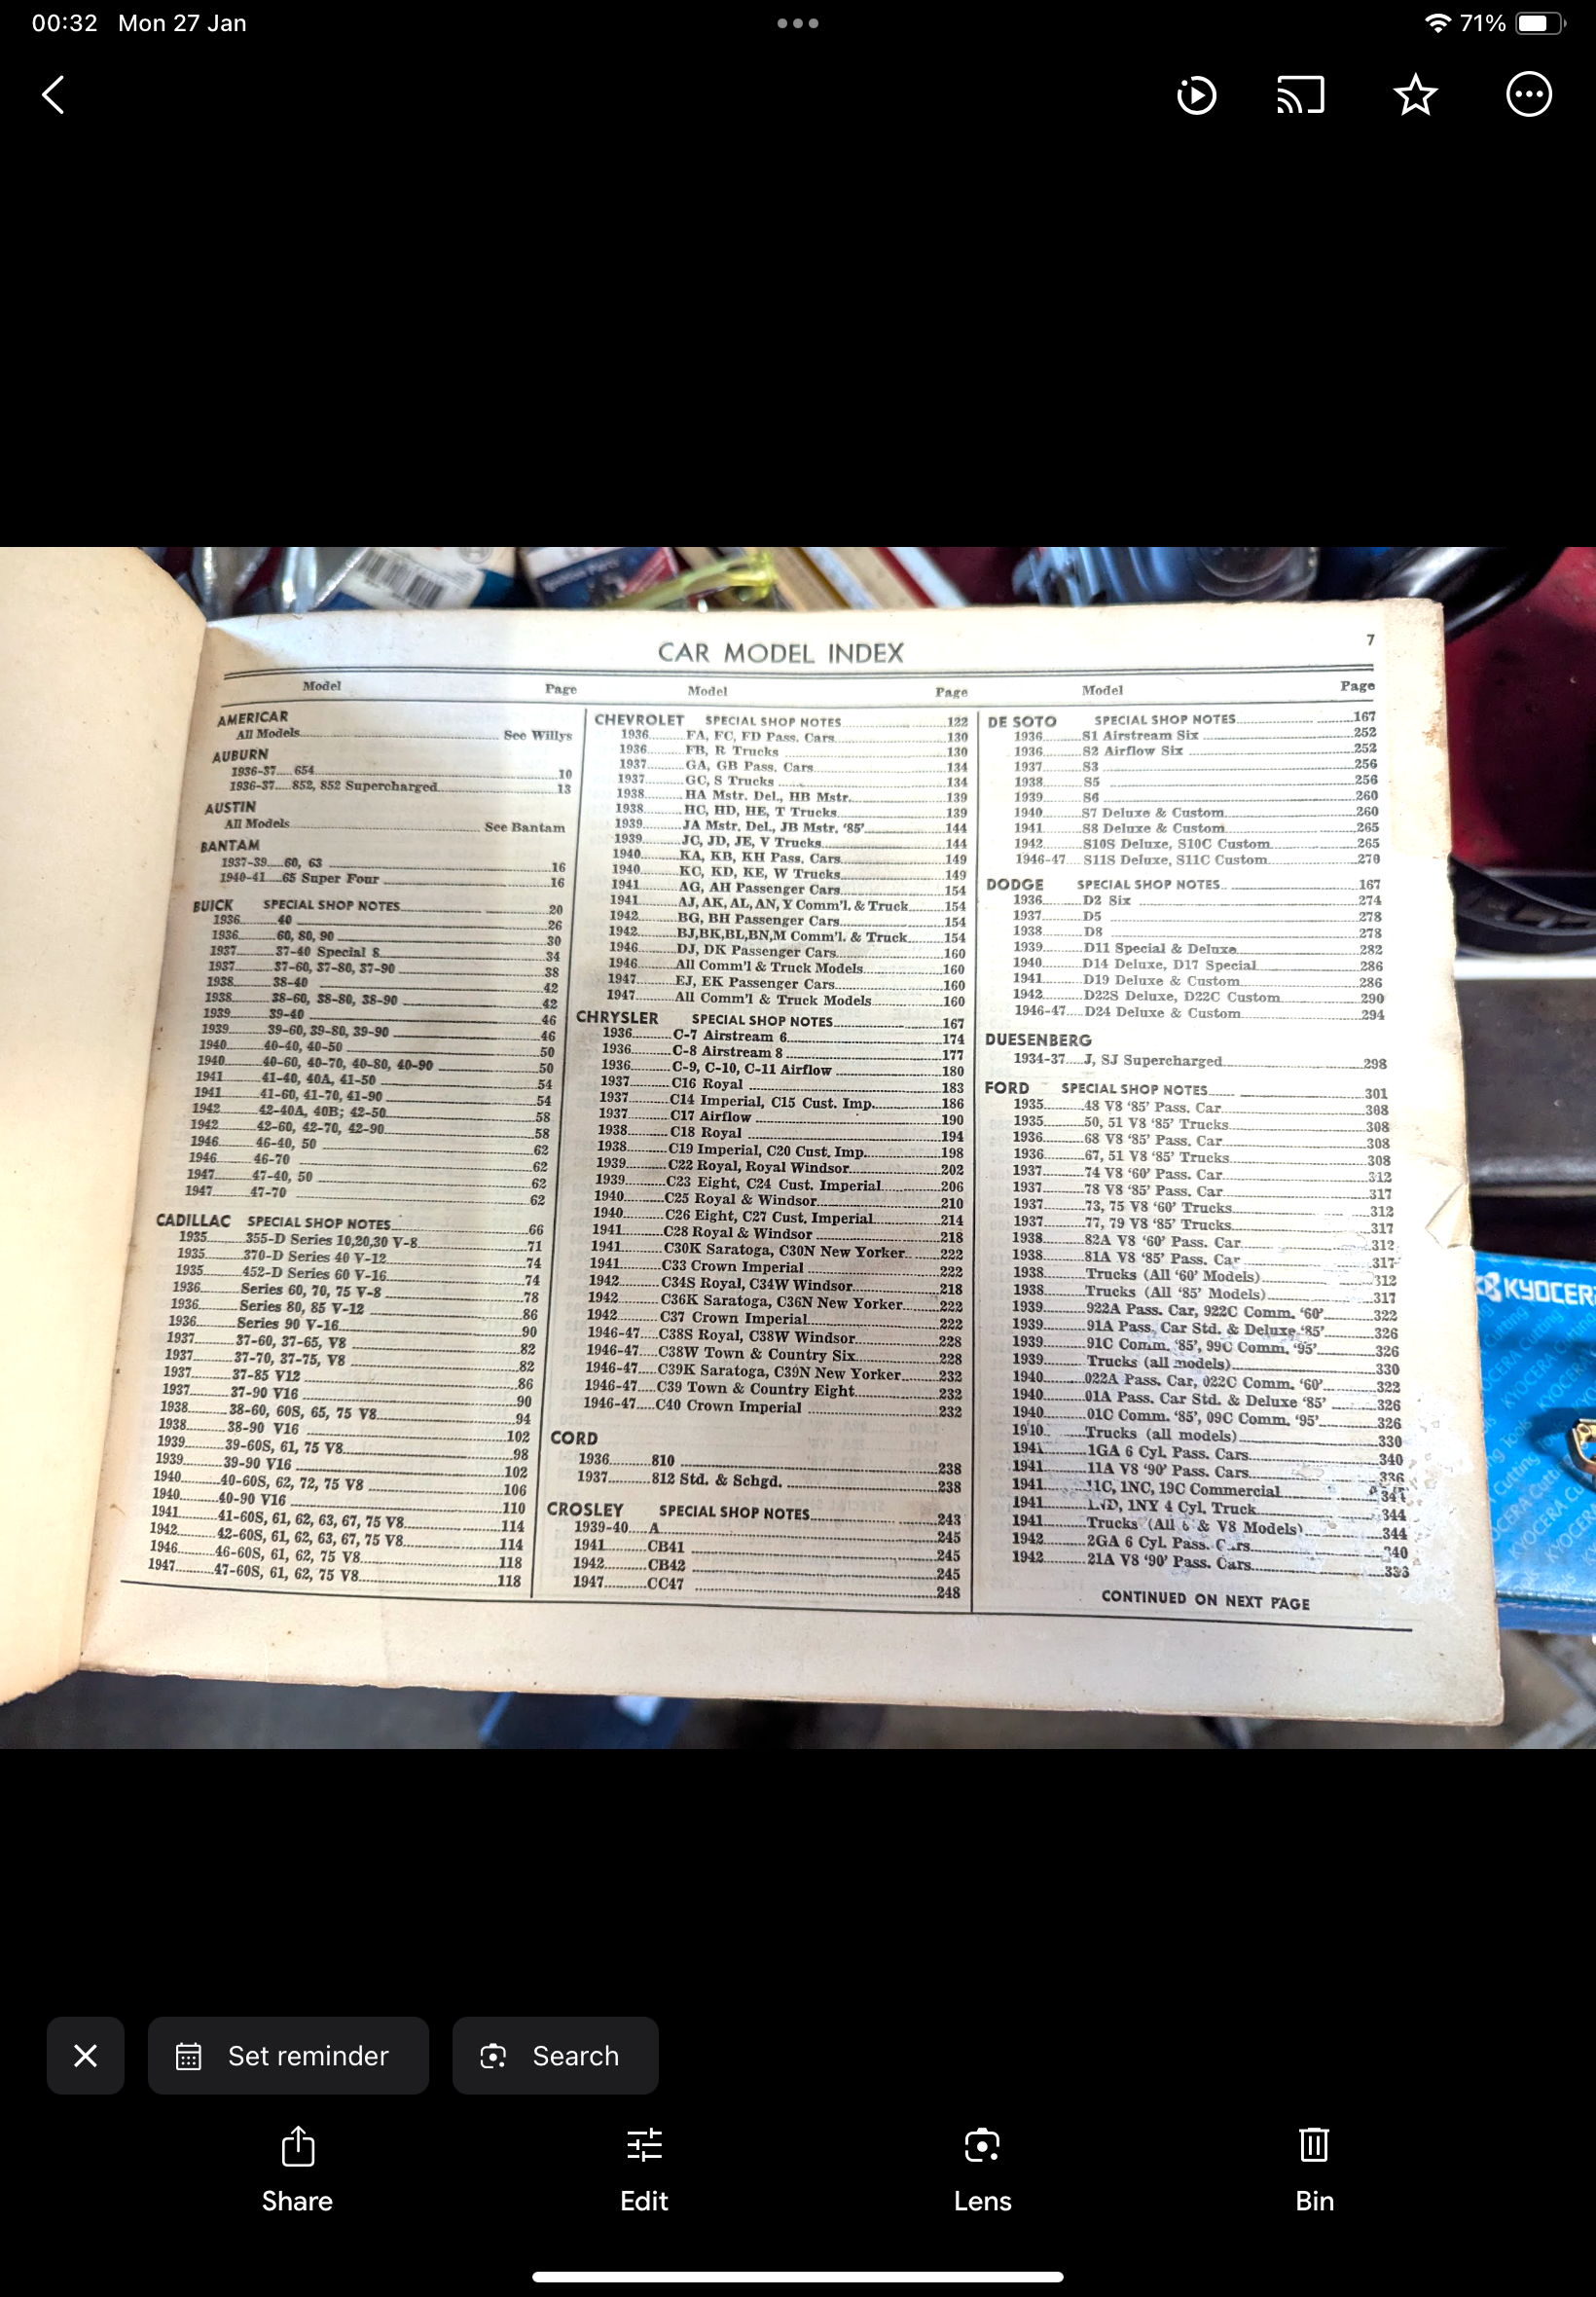 00:32 Mon 27 Jan
71%
CAR MODEL INDEX
7
Model Page
AMERICAR
All Models See Willys
AUBURN
1936-37 654 10
1936-37 852, 852 Supercharged 13
AUSTIN
All Models See Bantam
BANTAM
1937-39 60, 63 16
1940-41 65 Super Four 16
BUICK SPECIAL SHOP NOTES 20
1936 40 26
1936 60, 80, 90 30
1937 37-40 Special 8 34
1937 37-60, 37-80, 37-90 38
1938 38-40 42
1938 38-60, 38-80, 38-90 42
1939 39-40 46
1939 39-60, 39-80, 39-90 46
1940 40-40, 40-50 50
1940 40-60, 40-70, 40-80, 40-90 50
1941 41-40, 40A, 41-50 54
1941 41-60, 41-70, 41-90 54
1942 42-40A, 40B; 42-50 58
1942 42-60, 42-70, 42-90 58
1946 46-40, 50 62
1946 46-70 62
1947 47-40, 50 62
1947 47-70 62
CADILLAC SPECIAL SHOP NOTES 66
1935 355-D Series 10,20,30 V-8 71
1935 370-D Series 40 V-12 74
1935 452-D Series 60 V-16 74
1936 Series 60, 70, 75 V-8 78
1936 Series 80, 85 V-12 86
1936 Series 90 V-16 90
1937 37-60, 37-65, V8 82
1937 37-70, 37-75, V8 82
1937 37-85 V12 86
1937 37-90 V16 90
1938 38-60, 60S, 65, 75 V8 94
1938 38-90 V16 102
1939 39-60S, 61, 75 V8 98
1939 39-90 V16 102
1940 40-60S, 62, 72, 75 V8 106
1940 40-90 V16 110
1941 41-60S, 61, 62, 63, 67, 75 V8 114
1942 42-60S, 61, 62, 63, 67, 75 V8 114
1946 46-60S, 61, 62, 75 V8 118
1947 47-60S, 61, 62, 75 V8 118
Model Page
CHEVROLET SPECIAL SHOP NOTES 122
1936 FA, FC, FD Pass. Cars 130
1936 FB, R Trucks 130
1937 GA, GB Pass. Cars 134
1937 GC, S Trucks 134
1938 HA Mstr. Del., HB Mstr. 139
1938 HC, HD, HE, T Trucks 139
1939 JA Mstr. Del., JB Mstr. '85' 144
1939 JC, JD, JE, V Trucks 144
1940 KA, KB, KH Pass. Cars 149
1940 KC, KD, KE, W Trucks 149
1941 AG, AH Passenger Cars 154
1941 AJ, AK, AL, AN, Y Comm'l. & Truck 154
1942 BG, BH Passenger Cars 154
1942 BJ,BK,BL,BN,M Comm'l. & Truck 154
1946 DJ, DK Passenger Cars 160
1946 All Comm'l & Truck Models 160
1947 EJ, EK Passenger Cars 160
1947 All Comm'l & Truck Models 160
CHRYSLER SPECIAL SHOP NOTES 167
1936 C-7 Airstream 6 174
1936 C-8 Airstream 8 177
1936 C-9, C-10, C-11 Airflow 180
1937 C16 Royal 183
1937 C14 Imperial, C15 Cust. Imp. 186
1937 C17 Airflow 190
1938 C18 Royal 194
1938 C19 Imperial, C20 Cust. Imp. 198
1939 C22 Royal, Royal Windsor 202
1939 C23 Eight, C24 Cust. Imperial 206
1940 C25 Royal & Windsor 210
1940 C26 Eight, C27 Cust. Imperial 214
1941 C28 Royal & Windsor 218
1941 C30K Saratoga, C30N New Yorker 222
1941 C33 Crown Imperial 222
1942 C34S Royal, C34W Windsor 218
1942 C36K Saratoga, C36N New Yorker 222
1942 C37 Crown Imperial 222
1946-47 C38S Royal, C38W Windsor 228
1946-47 C38W Town & Country Six 228
1946-47 C39K Saratoga, C39N New Yorker 232
1946-47 C39 Town & Country Eight 232
1946-47 C40 Crown Imperial 232
CORD
1936 810 238
1937 812 Std. & Schgd. 238
CROSLEY SPECIAL SHOP NOTES 243
1939-40 A 245
1941 CB41 245
1942 CB42 245
1947 CC47 248
Model Page
DE SOTO SPECIAL SHOP NOTES 167
1936 S1 Airstream Six 252
1936 S2 Airflow Six 252
1937 S3 256
1938 S5 256
1939 S6 260
1940 S7 Deluxe & Custom 260
1941 S8 Deluxe & Custom 265
1942 S10S Deluxe, S10C Custom 265
1946-47 S11S Deluxe, S11C Custom 270
DODGE SPECIAL SHOP NOTES 167
1936 D2 Six 274
1937 D5 278
1938 D8 278
1939 D11 Special & Deluxe 282
1940 D14 Deluxe, D17 Special 286
1941 D19 Deluxe & Custom 286
1942 D22S Deluxe, D22C Custom 290
1946-47 D24 Deluxe & Custom 294
DUESENBERG
1934-37 J, SJ Supercharged 298
FORD SPECIAL SHOP NOTES 301
1935 48 V8 '85' Pass. Car 308
1935 50, 51 V8 '85' Trucks 308
1936 68 V8 '85' Pass. Car 308
1936 67, 51 V8 '85' Trucks 308
1937 74 V8 '60' Pass. Car 312
1937 78 V8 '85' Pass. Car 317
1937 73, 75 V8 '60' Trucks 312
1937 77, 79 V8 '85' Trucks 317
1938 82A V8 '60' Pass. Car 312
1938 81A V8 '85' Pass. Car 317
1938 Trucks (All '60' Models) 312
1938 Trucks (All '85' Models) 317
1939 922A Pass. Car, 922C Comm. '60' 322
1939 91A Pass. Car Std. & Deluxe '85' 326
1939 91C Comm. '85', 99C Comm. '95' 326
1939 Trucks (all models) 330
1940 022A Pass. Car, 022C Comm. '60' 322
1940 01A Pass. Car Std. & Deluxe '85' 326
1940 01C Comm. '85', 09C Comm. '95' 326
1940 Trucks (all models) 330
1941 1GA 6 Cyl. Pass. Cars 340
1941 11A V8 '90' Pass. Cars 336
1941 1NC, 19C Commercial
1941 1NY 4 Cyl. Truck 344
1941 Trucks (All 6 & V8 Models) 344
1942 2GA 6 Cyl. Pass. Cars
1942 21A V8 '90' Pass. Cars
CONTINUED ON NEXT PAGE
KYOCERA
Set reminder
Search
Share
Edit
Lens
Bin